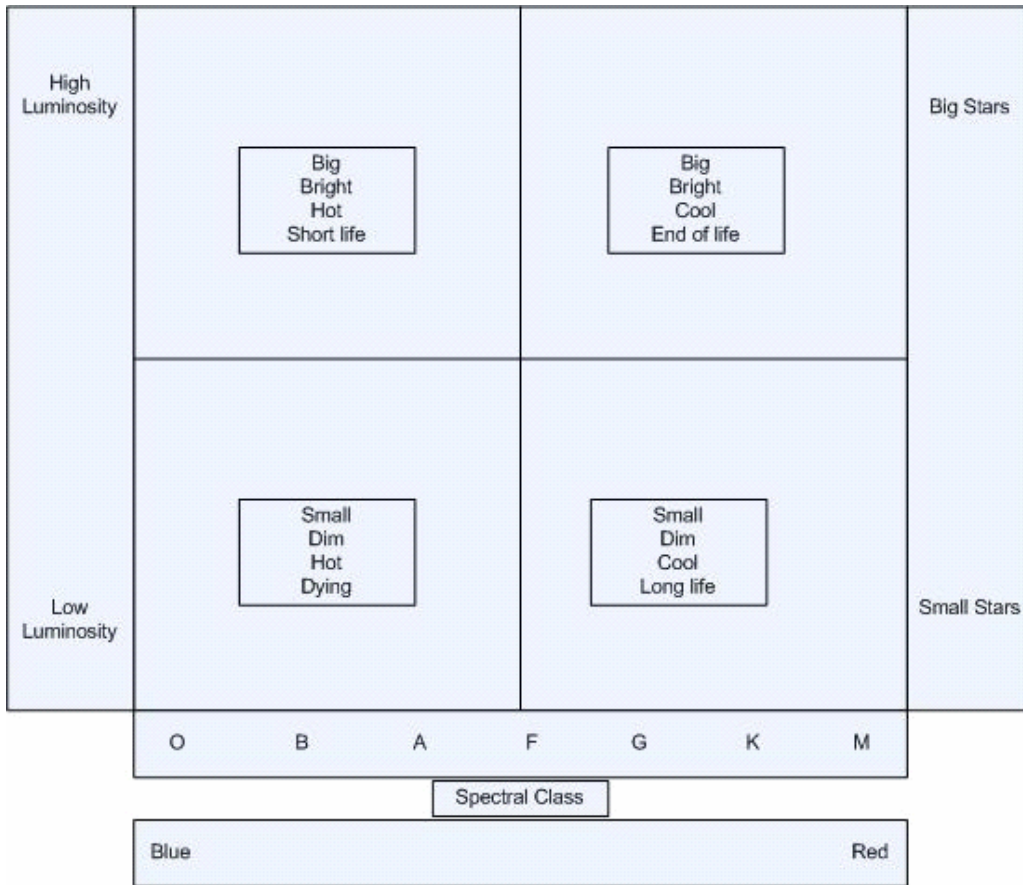 High
Luminosity
Big Stars
Big
Bright
Hot
Short life
Big
Bright
Cool
End of life
Small
Dim
Hot
Dying
Small
Dim
Cool
Long life
Low
Luminosity
Small Stars
O B A F G K M
Spectral Class
Blue Red